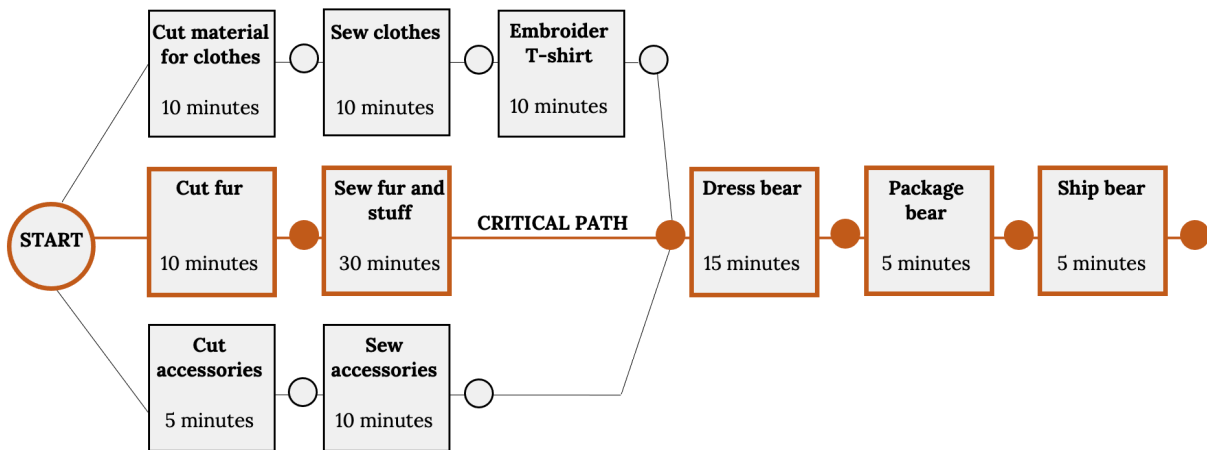 Cut material
for clothes
10 minutes
Sew clothes
10 minutes
Embroider
T-shirt
10 minutes
START
Cut fur
10 minutes
Sew fur and
stuff
30 minutes
CRITICAL PATH
Dress bear
15 minutes
Package
bear
5 minutes
Ship bear
5 minutes
Cut
accessories
5 minutes
Sew
accessories
10 minutes